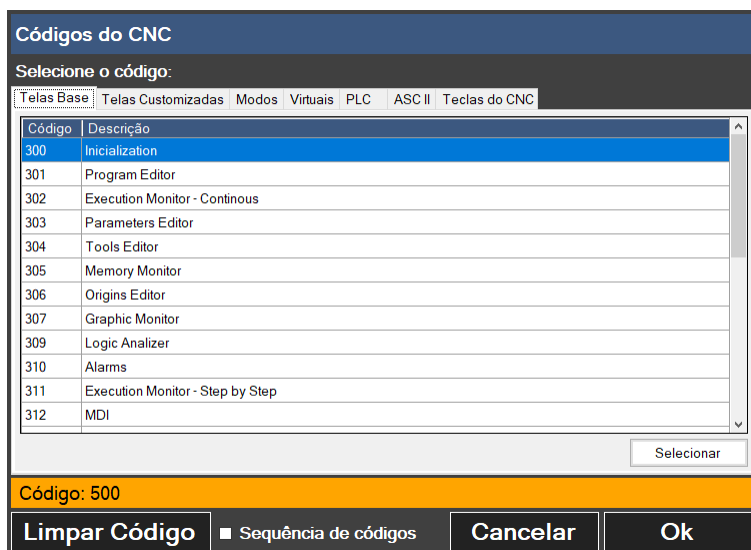 Códigos do CNC
Selecione o código:
Telas Base Telas Customizadas Modos Virtuais PLC ASC II Teclas do CNC
Código Descrição
300 Inicialization
301 Program Editor
302 Execution Monitor - Continous
303 Parameters Editor
304 Tools Editor
305 Memory Monitor
306 Origins Editor
307 Graphic Monitor
309 Logic Analizer
310 Alarms
311 Execution Monitor - Step by Step
312 MDI
Selecionar
Código: 500
Limpar Código Sequência de códigos Cancelar Ok